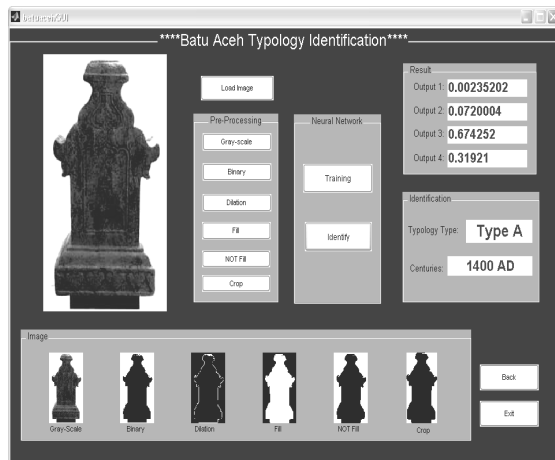 batuacehGUI
****Batu Aceh Typology Identification****
Load Image
Pre-Processing
Gray-scale
Binary
Dilation
Fill
NOT Fill
Crop
Neural Network
Training
Identify
Result
Output 1: 0.00235202
Output 2: 0.0720004
Output 3: 0.674252
Output 4: 0.31921
Identification
Typology Type: Type A
Centuries: 1400 AD
Image
Gray-Scale
Binary
Dilation
Fill
NOT Fill
Crop
Back
Exit